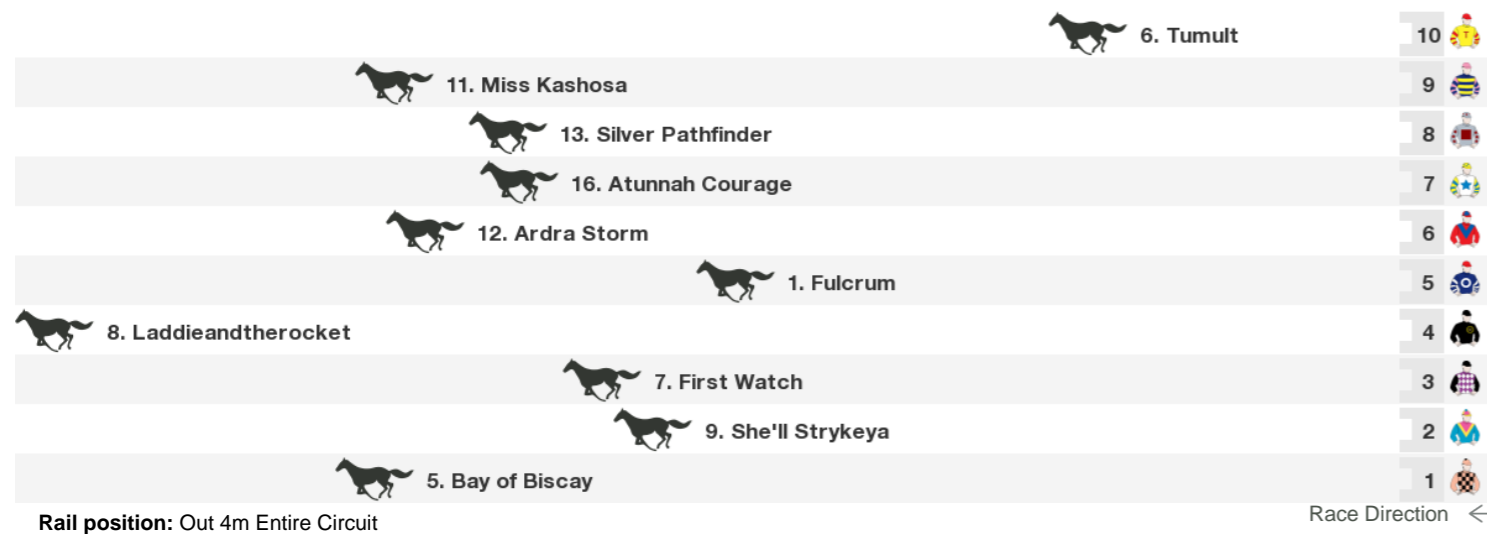 6. Tumult 10
11. Miss Kashosa 9
13. Silver Pathfinder 8
16. Atunnah Courage 7
12. Ardra Storm 6
1. Fulcrum 5
8. Laddieandtherocket 4
7. First Watch 3
9. She'll Strykeya 2
5. Bay of Biscay 1
Rail position: Out 4m Entire Circuit
Race Direction